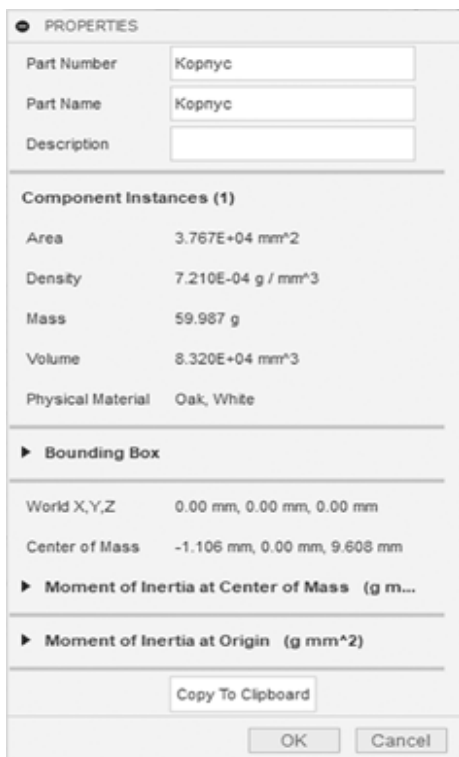 PROPERTIES
Part Number Корпус
Part Name Корпус
Description
Component Instances (1)
Area 3.767E+04 mm^2
Density 7.210E-04 g / mm^3
Mass 59.987 g
Volume 8.320E+04 mm^3
Physical Material Oak, White
Bounding Box
World X,Y,Z 0.00 mm, 0.00 mm, 0.00 mm
Center of Mass -1.106 mm, 0.00 mm, 9.608 mm
Moment of Inertia at Center of Mass (g m...
Moment of Inertia at Origin (g mm^2)
Copy To Clipboard
OK Cancel